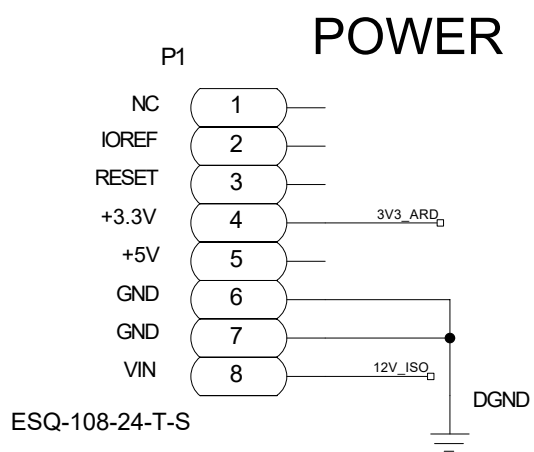 POWER
P1
NC 1
IOREF 2
RESET 3
+3.3V 4 3V3_ARD
+5V 5
GND 6
GND 7
VIN 8 12V_ISO
DGND
ESQ-108-24-T-S